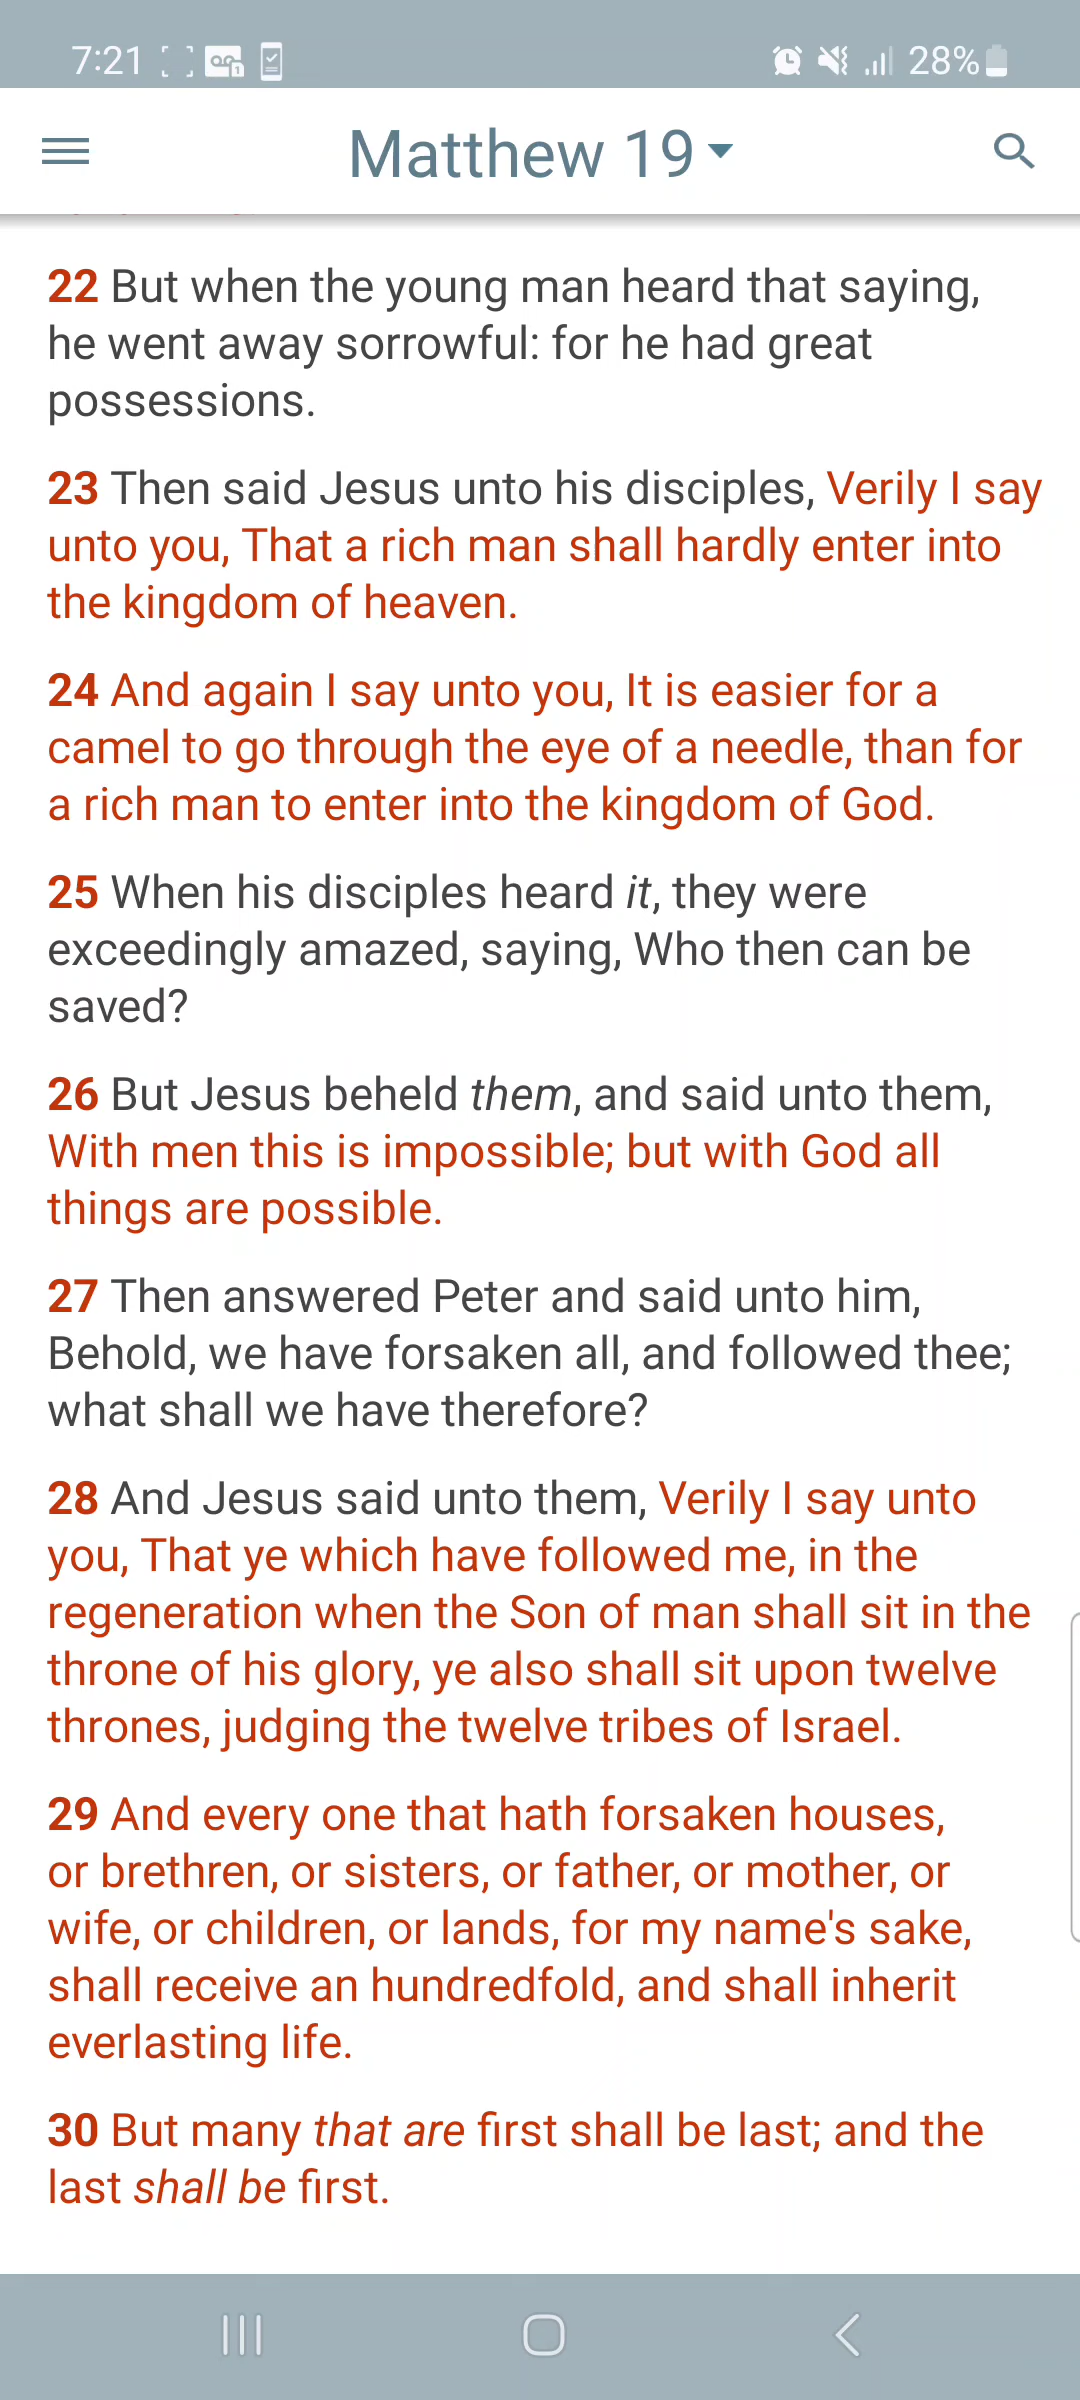 7:21 28%
Matthew 19
22 But when the young man heard that saying,
he went away sorrowful: for he had great
possessions.
23 Then said Jesus unto his disciples, Verily I say
unto you, That a rich man shall hardly enter into
the kingdom of heaven.
24 And again I say unto you, It is easier for a
camel to go through the eye of a needle, than for
a rich man to enter into the kingdom of God.
25 When his disciples heard it, they were
exceedingly amazed, saying, Who then can be
saved?
26 But Jesus beheld them, and said unto them,
With men this is impossible; but with God all
things are possible.
27 Then answered Peter and said unto him,
Behold, we have forsaken all, and followed thee;
what shall we have therefore?
28 And Jesus said unto them, Verily I say unto
you, That ye which have followed me, in the
regeneration when the Son of man shall sit in the
throne of his glory, ye also shall sit upon twelve
thrones, judging the twelve tribes of Israel.
29 And every one that hath forsaken houses,
or brethren, or sisters, or father, or mother, or
wife, or children, or lands, for my name's sake,
shall receive an hundredfold, and shall inherit
everlasting life.
30 But many that are first shall be last; and the
last shall be first.